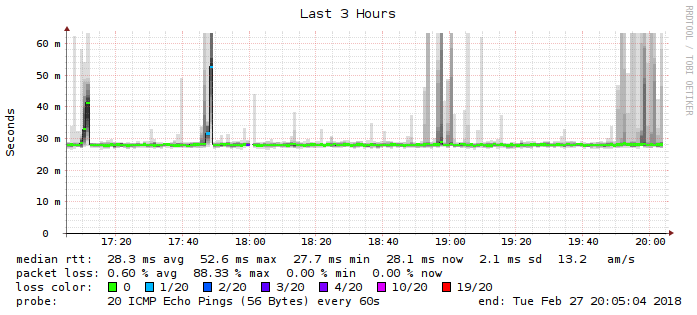 Last 3 Hours
RRDTOOL / TOBI OETIKER
Seconds
60 m
50 m
40 m
30 m
20 m
10 m
0
17:20 17:40 18:00 18:20 18:40 19:00 19:20 19:40 20:00
median rtt: 28.3 ms avg 52.6 ms max 27.7 ms min 28.1 ms now 2.1 ms sd 13.2 am/s
packet loss: 0.60 % avg 88.33 % max 0.00 % min 0.00 % now
loss color: 0 1/20 2/20 3/20 4/20 10/20 19/20
probe: 20 ICMP Echo Pings (56 Bytes) every 60s end: Tue Feb 27 20:05:04 2018